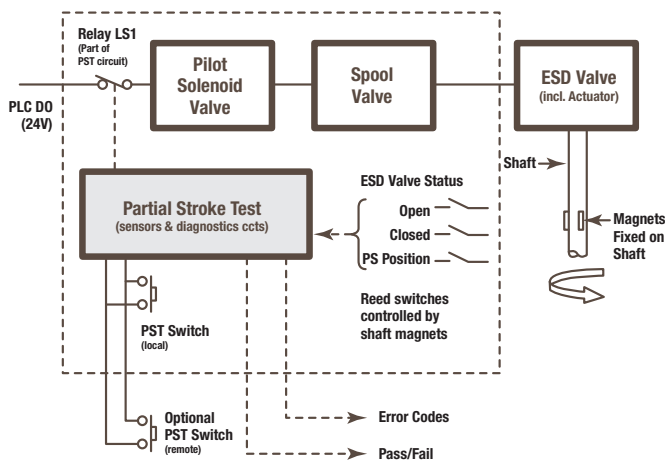 Relay LS1
(Part of
PST circuit)
PLC DO
(24V)
Pilot
Solenoid
Valve
Spool
Valve
ESD Valve
(incl. Actuator)
Shaft
Magnets
Fixed on
Shaft
Partial Stroke Test
(sensors & diagnostics ccts)
ESD Valve Status
Open
Closed
PS Position
Reed switches
controlled by
shaft magnets
PST Switch
(local)
Optional
PST Switch
(remote)
Error Codes
Pass/Fail